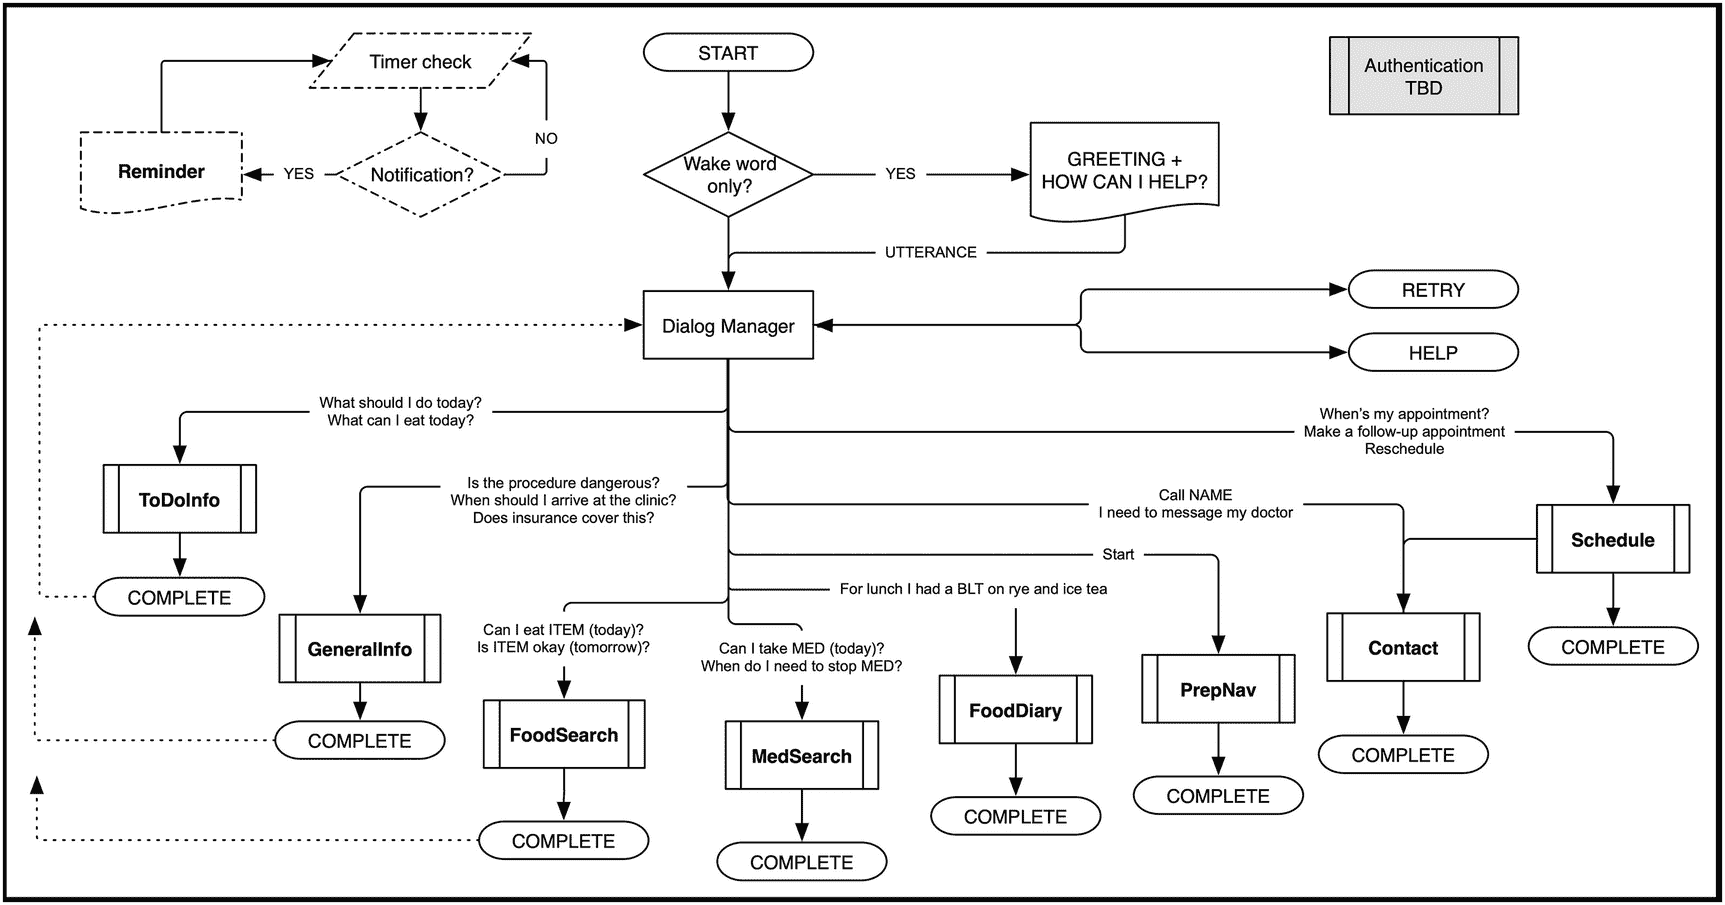 Timer check
START
Authentication
TBD
NO
Wake word
only?
YES
GREETING +
HOW CAN I HELP?
Reminder
YES
Notification?
UTTERANCE
RETRY
Dialog Manager
HELP
What should I do today?
What can I eat today?
When's my appointment?
Make a follow-up appointment
Reschedule
Is the procedure dangerous?
When should I arrive at the clinic?
Does insurance cover this?
Call NAME
I need to message my doctor
ToDoInfo
Schedule
Start
For lunch I had a BLT on rye and ice tea
COMPLETE
Can I eat ITEM (today)?
Is ITEM okay (tomorrow)?
Can I take MED (today)?
When do I need to stop MED?
GeneralInfo
Contact
COMPLETE
PrepNav
FoodDiary
FoodSearch
COMPLETE
MedSearch
COMPLETE
COMPLETE
COMPLETE
COMPLETE
COMPLETE